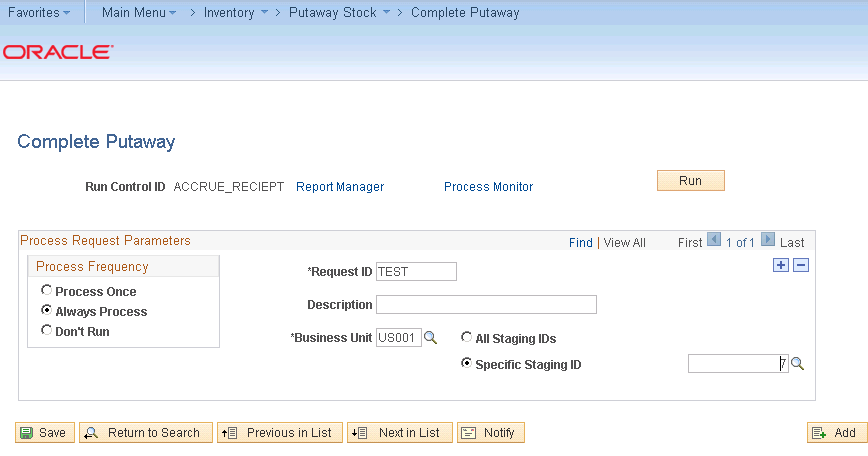 Favorites Main Menu > Inventory > Putaway Stock > Complete Putaway
ORACLE
Complete Putaway
Run Control ID ACCRUE_RECIEPT Report Manager Process Monitor Run
Process Request Parameters Find | View All First 1 of 1 Last
Process Frequency
*Request ID TEST
Process Once
Description
Always Process
Don't Run
*Business Unit US001 All Staging IDs
Specific Staging ID 7
Save Return to Search Previous in List Next in List Notify Add